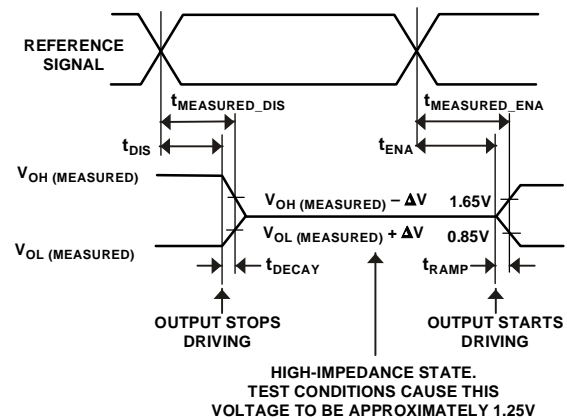 REFERENCE
SIGNAL
tMEASURED_DIS
tMEASURED_ENA
tDIS
tENA
VOH (MEASURED)
VOH (MEASURED) – ΔV
1.65V
VOL (MEASURED) + ΔV
0.85V
VOL (MEASURED)
tDECAY
tRAMP
OUTPUT STOPS
DRIVING
OUTPUT STARTS
DRIVING
HIGH-IMPEDANCE STATE.
TEST CONDITIONS CAUSE THIS
VOLTAGE TO BE APPROXIMATELY 1.25V